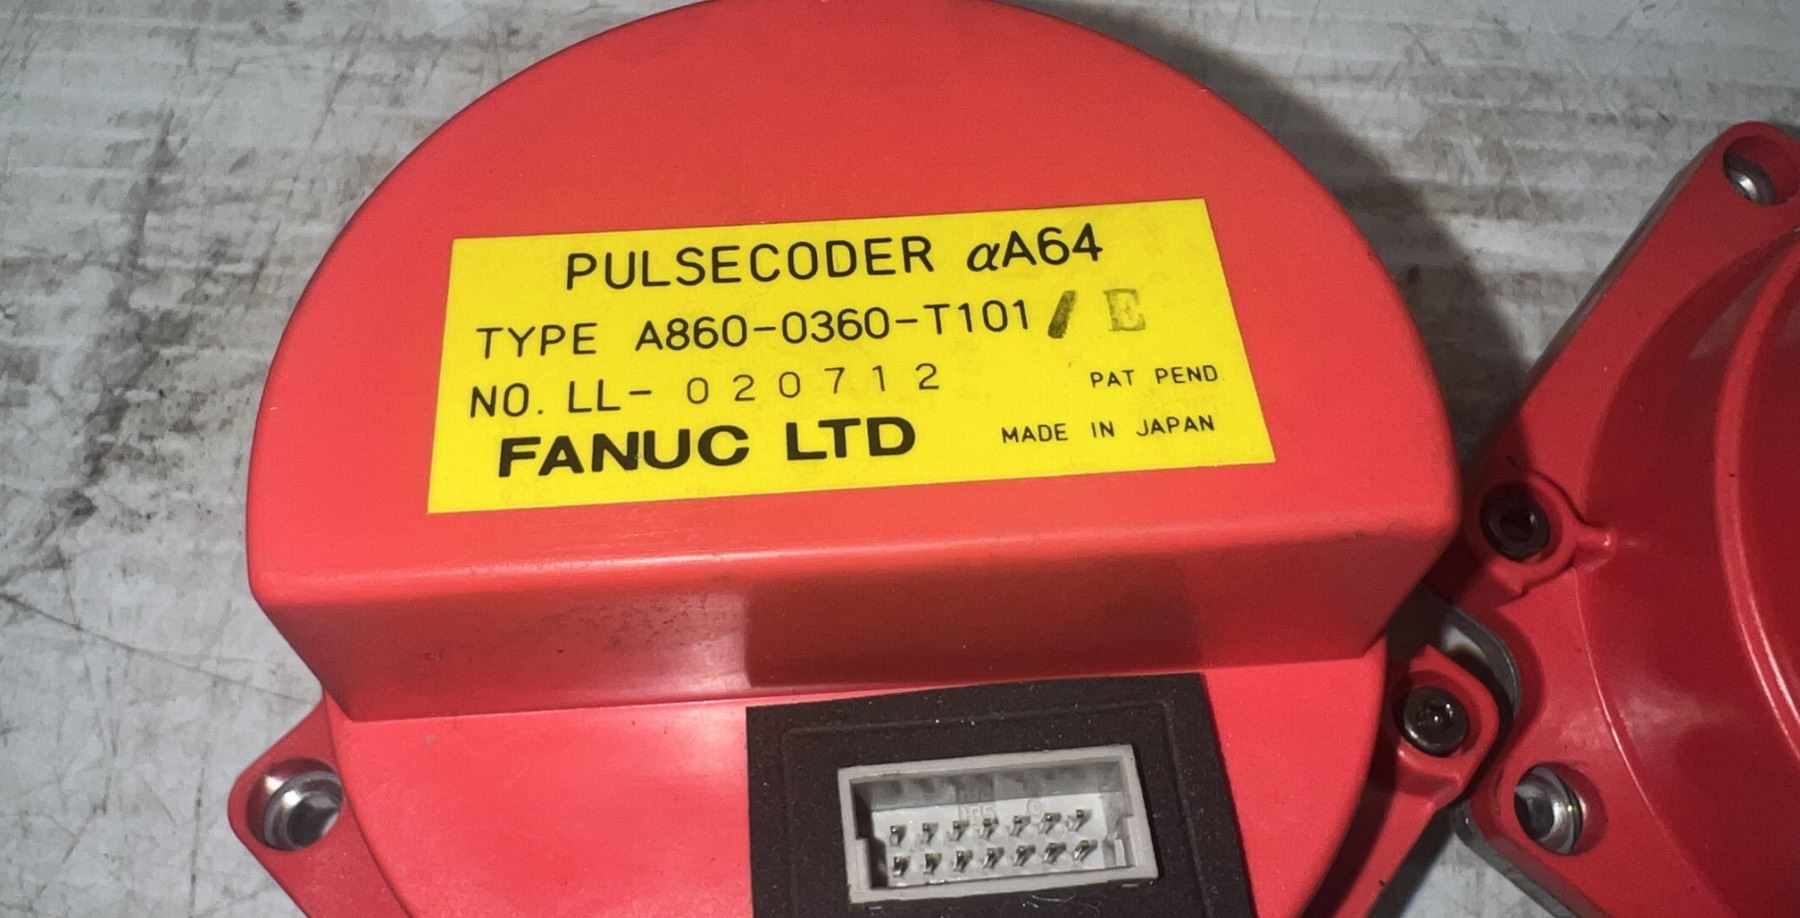 PULSECODER αA64
TYPE A860-0360-T101/E
NO. LL- 020712 PAT PEND
FANUC LTD MADE IN JAPAN